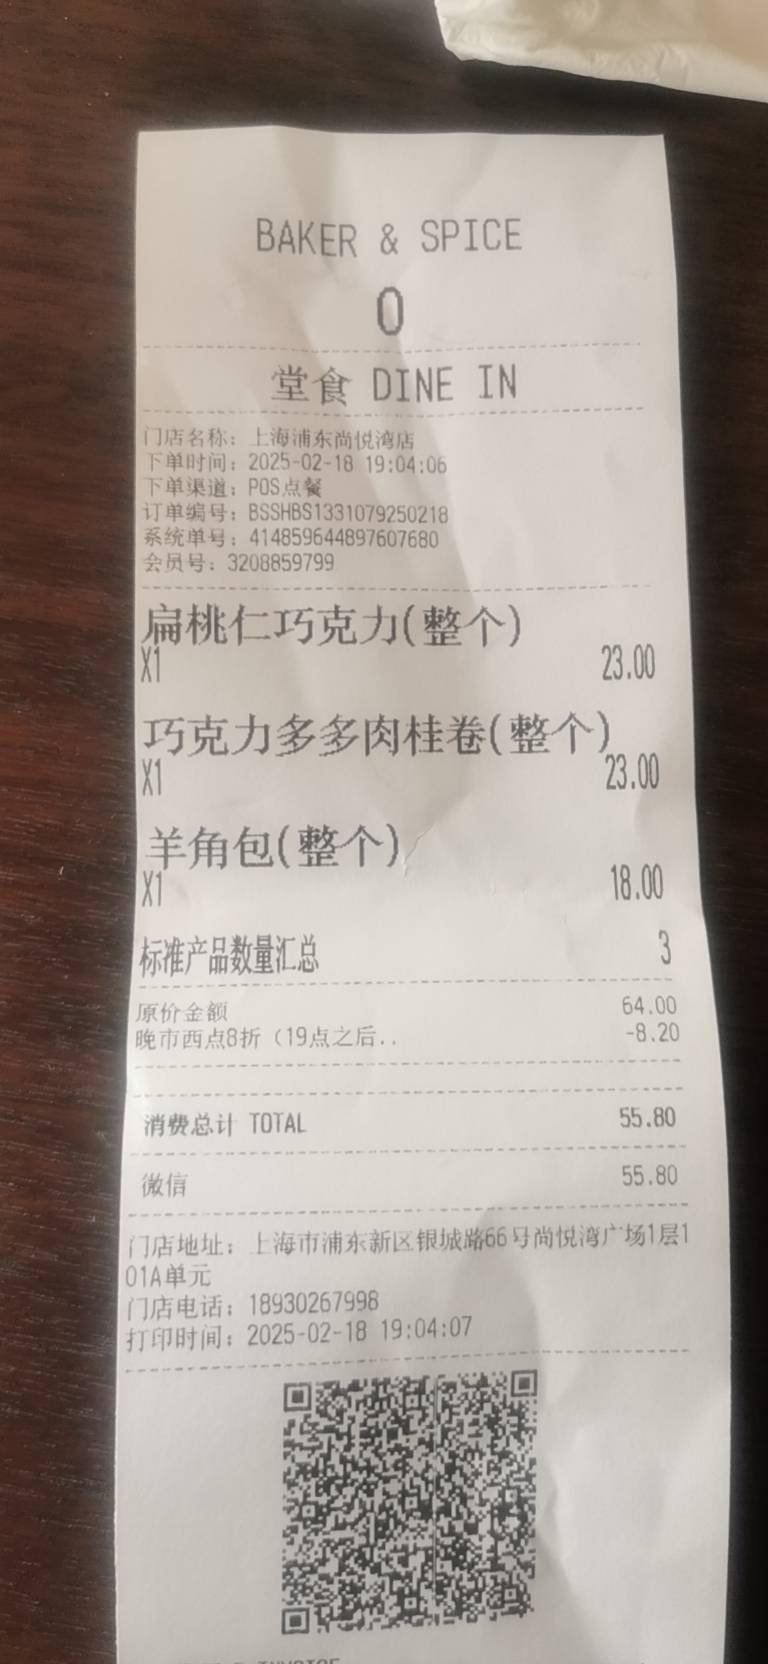 BAKER & SPICE
0
堂食 DINE IN
门店名称：上海浦东尚悦湾店
下单时间：2025-02-18 19:04:06
下单渠道：POS点餐
订单编号：BSSHBS1331079250218
系统单号：414859644897607680
会员号：3208859799
扁桃仁巧克力(整个)
X1 23.00
巧克力多多肉桂卷(整个)
X1 23.00
羊角包(整个)
X1 18.00
标准产品数量汇总 3
原价金额 64.00
晚市西点8折（19点之后.. -8.20
消费总计 TOTAL 55.80
微信 55.80
门店地址：上海市浦东新区银城路66号尚悦湾广场1层1
01A单元
门店电话：18930267998
打印时间：2025-02-18 19:04:07